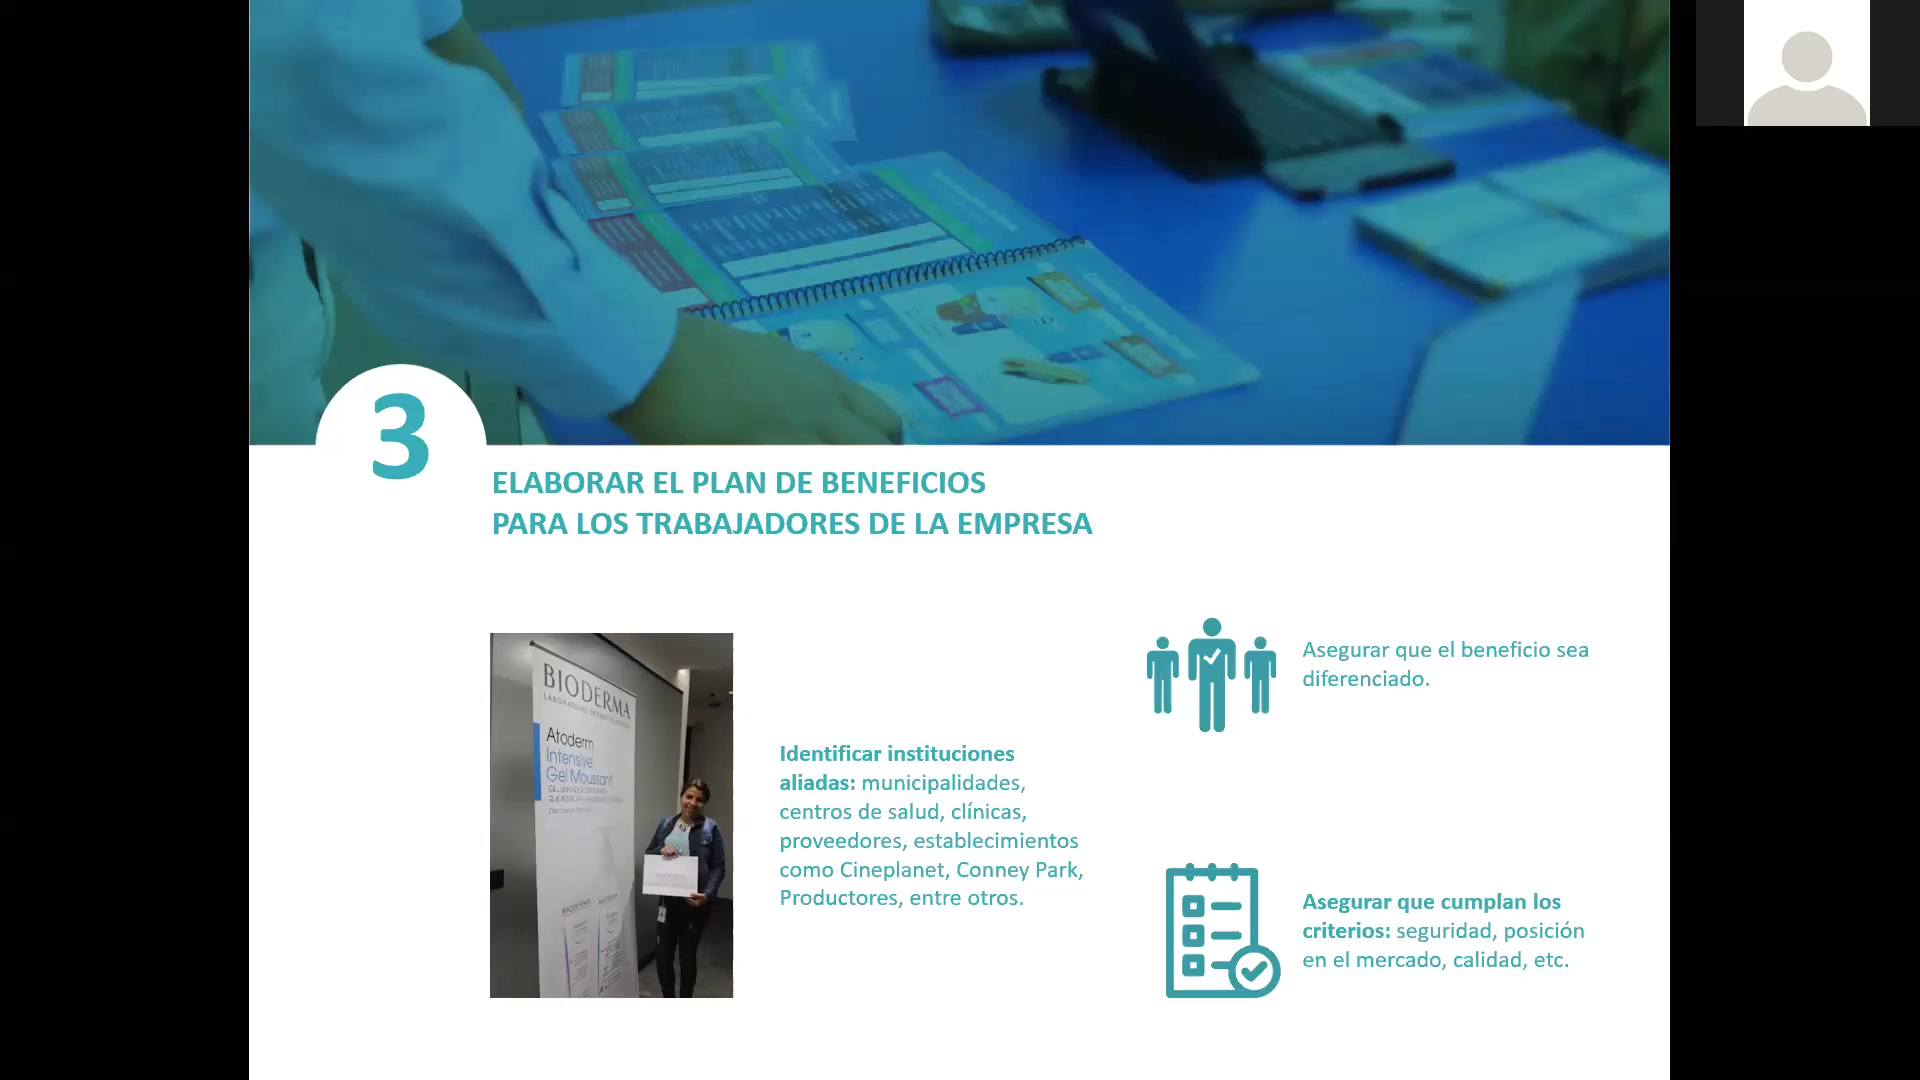 3
ELABORAR EL PLAN DE BENEFICIOS
PARA LOS TRABAJADORES DE LA EMPRESA
BIODERMA
LABORATOIRE DERMATOLOGIQUE
Atoderm
Intensive
Gel Moussant
Identificar instituciones
aliadas: municipalidades,
centros de salud, clínicas,
proveedores, establecimientos
como Cineplanet, Conney Park,
Productores, entre otros.
Asegurar que el beneficio sea
diferenciado.
Asegurar que cumplan los
criterios: seguridad, posición
en el mercado, calidad, etc.